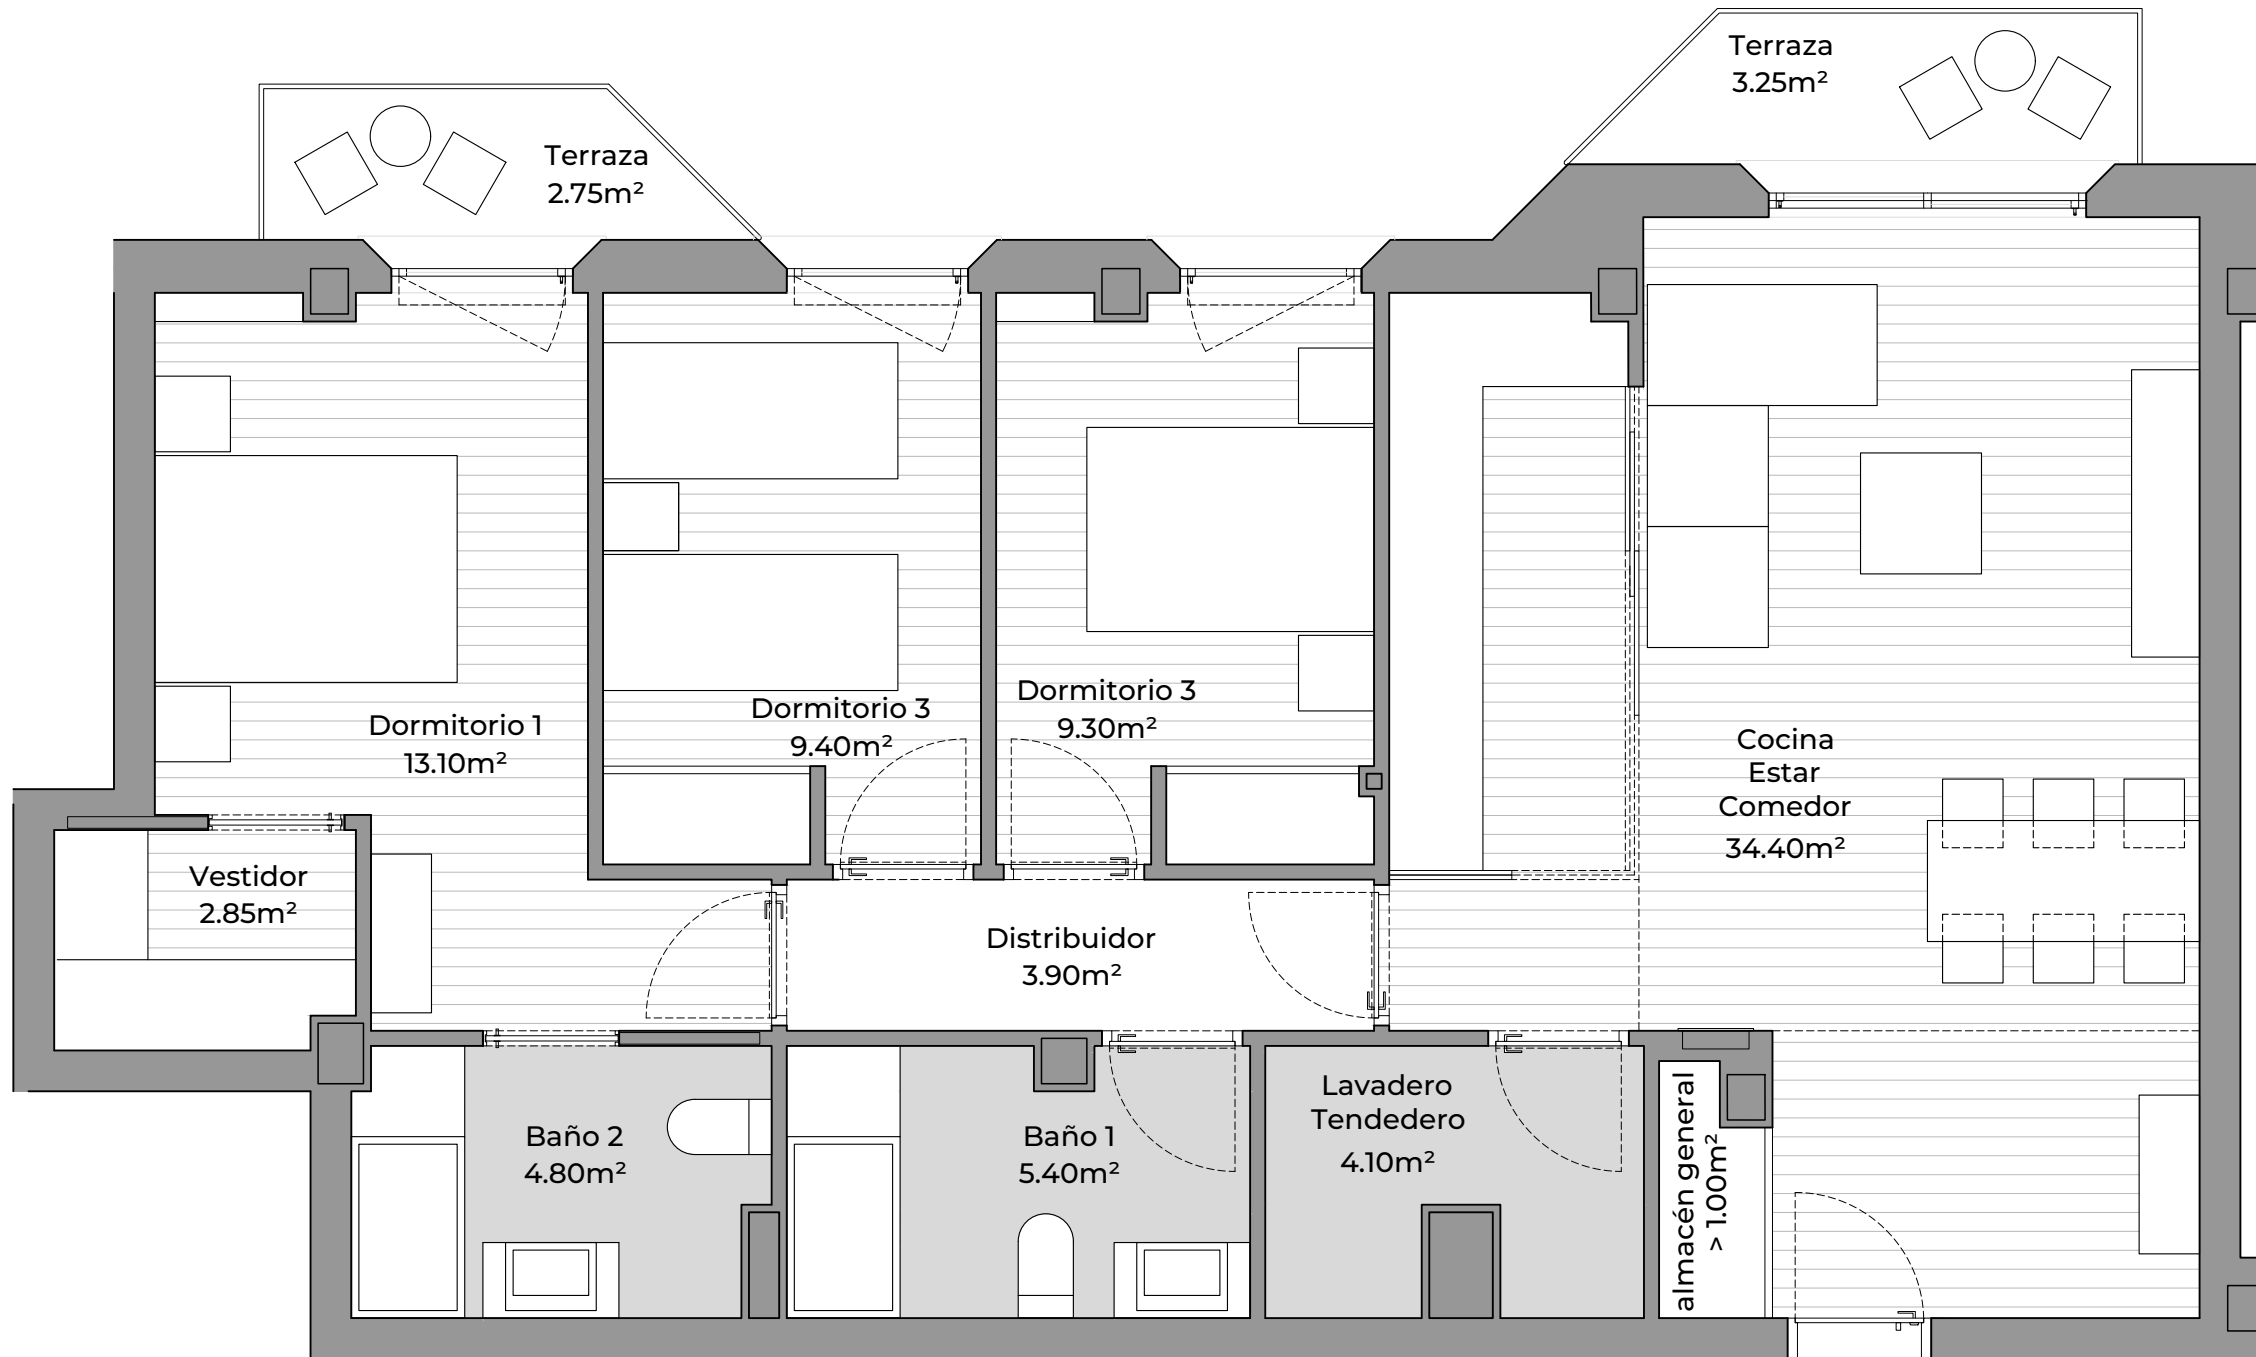 Terraza
3.25m²
Terraza
2.75m²
Dormitorio 1
13.10m²
Dormitorio 3
9.40m²
Dormitorio 3
9.30m²
Cocina
Estar
Comedor
34.40m²
Vestidor
2.85m²
Distribuidor
3.90m²
Baño 2
4.80m²
Baño 1
5.40m²
Lavadero
Tendedero
4.10m²
almacén general
> 1.00m²